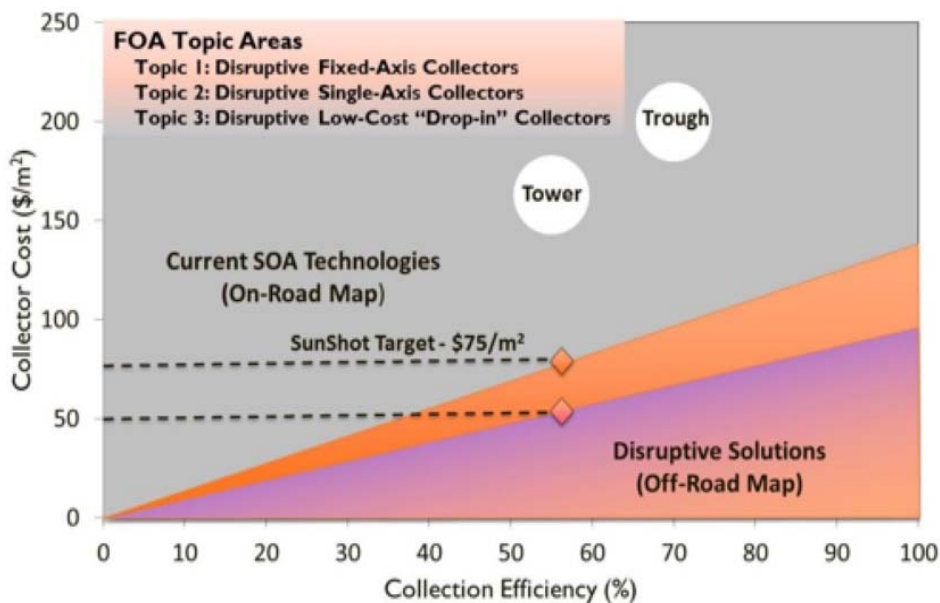 250
200
150
100
50
0
Collector Cost ($/m²)
FOA Topic Areas
Topic 1: Disruptive Fixed-Axis Collectors
Topic 2: Disruptive Single-Axis Collectors
Topic 3: Disruptive Low-Cost “Drop-in” Collectors
Trough
Tower
Current SOA Technologies
(On-Road Map)
SunShot Target - $75/m²
Disruptive Solutions
(Off-Road Map)
0 10 20 30 40 50 60 70 80 90 100
Collection Efficiency (%)